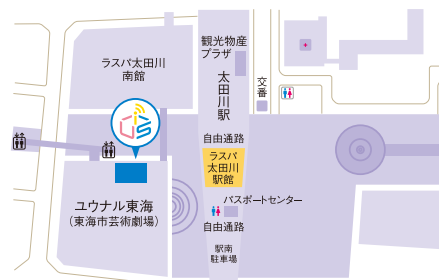 ラスパ太田川
南館
観光物産
プラザ
太田川駅
交番
自由通路
ラスパ
太田川
駅館
ユウナル東海
(東海市芸術劇場)
パスポートセンター
自由通路
駅南
駐車場